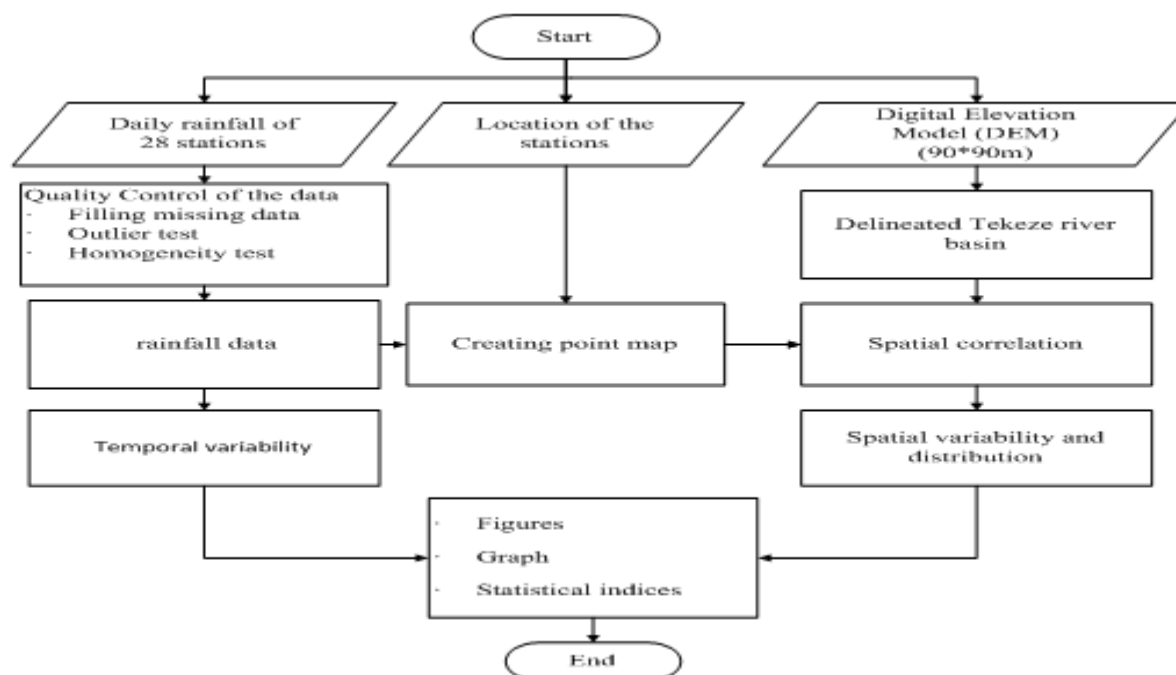 Start
Daily rainfall of
28 stations
Location of the
stations
Digital Elevation
Model (DEM)
(90*90m)
Quality Control of the data
· Filling missing data
· Outlier test
· Homogeneity test
Delineated Tekeze river
basin
rainfall data
Creating point map
Spatial correlation
Temporal variability
Spatial variability and
distribution
· Figures
· Graph
· Statistical indices
End